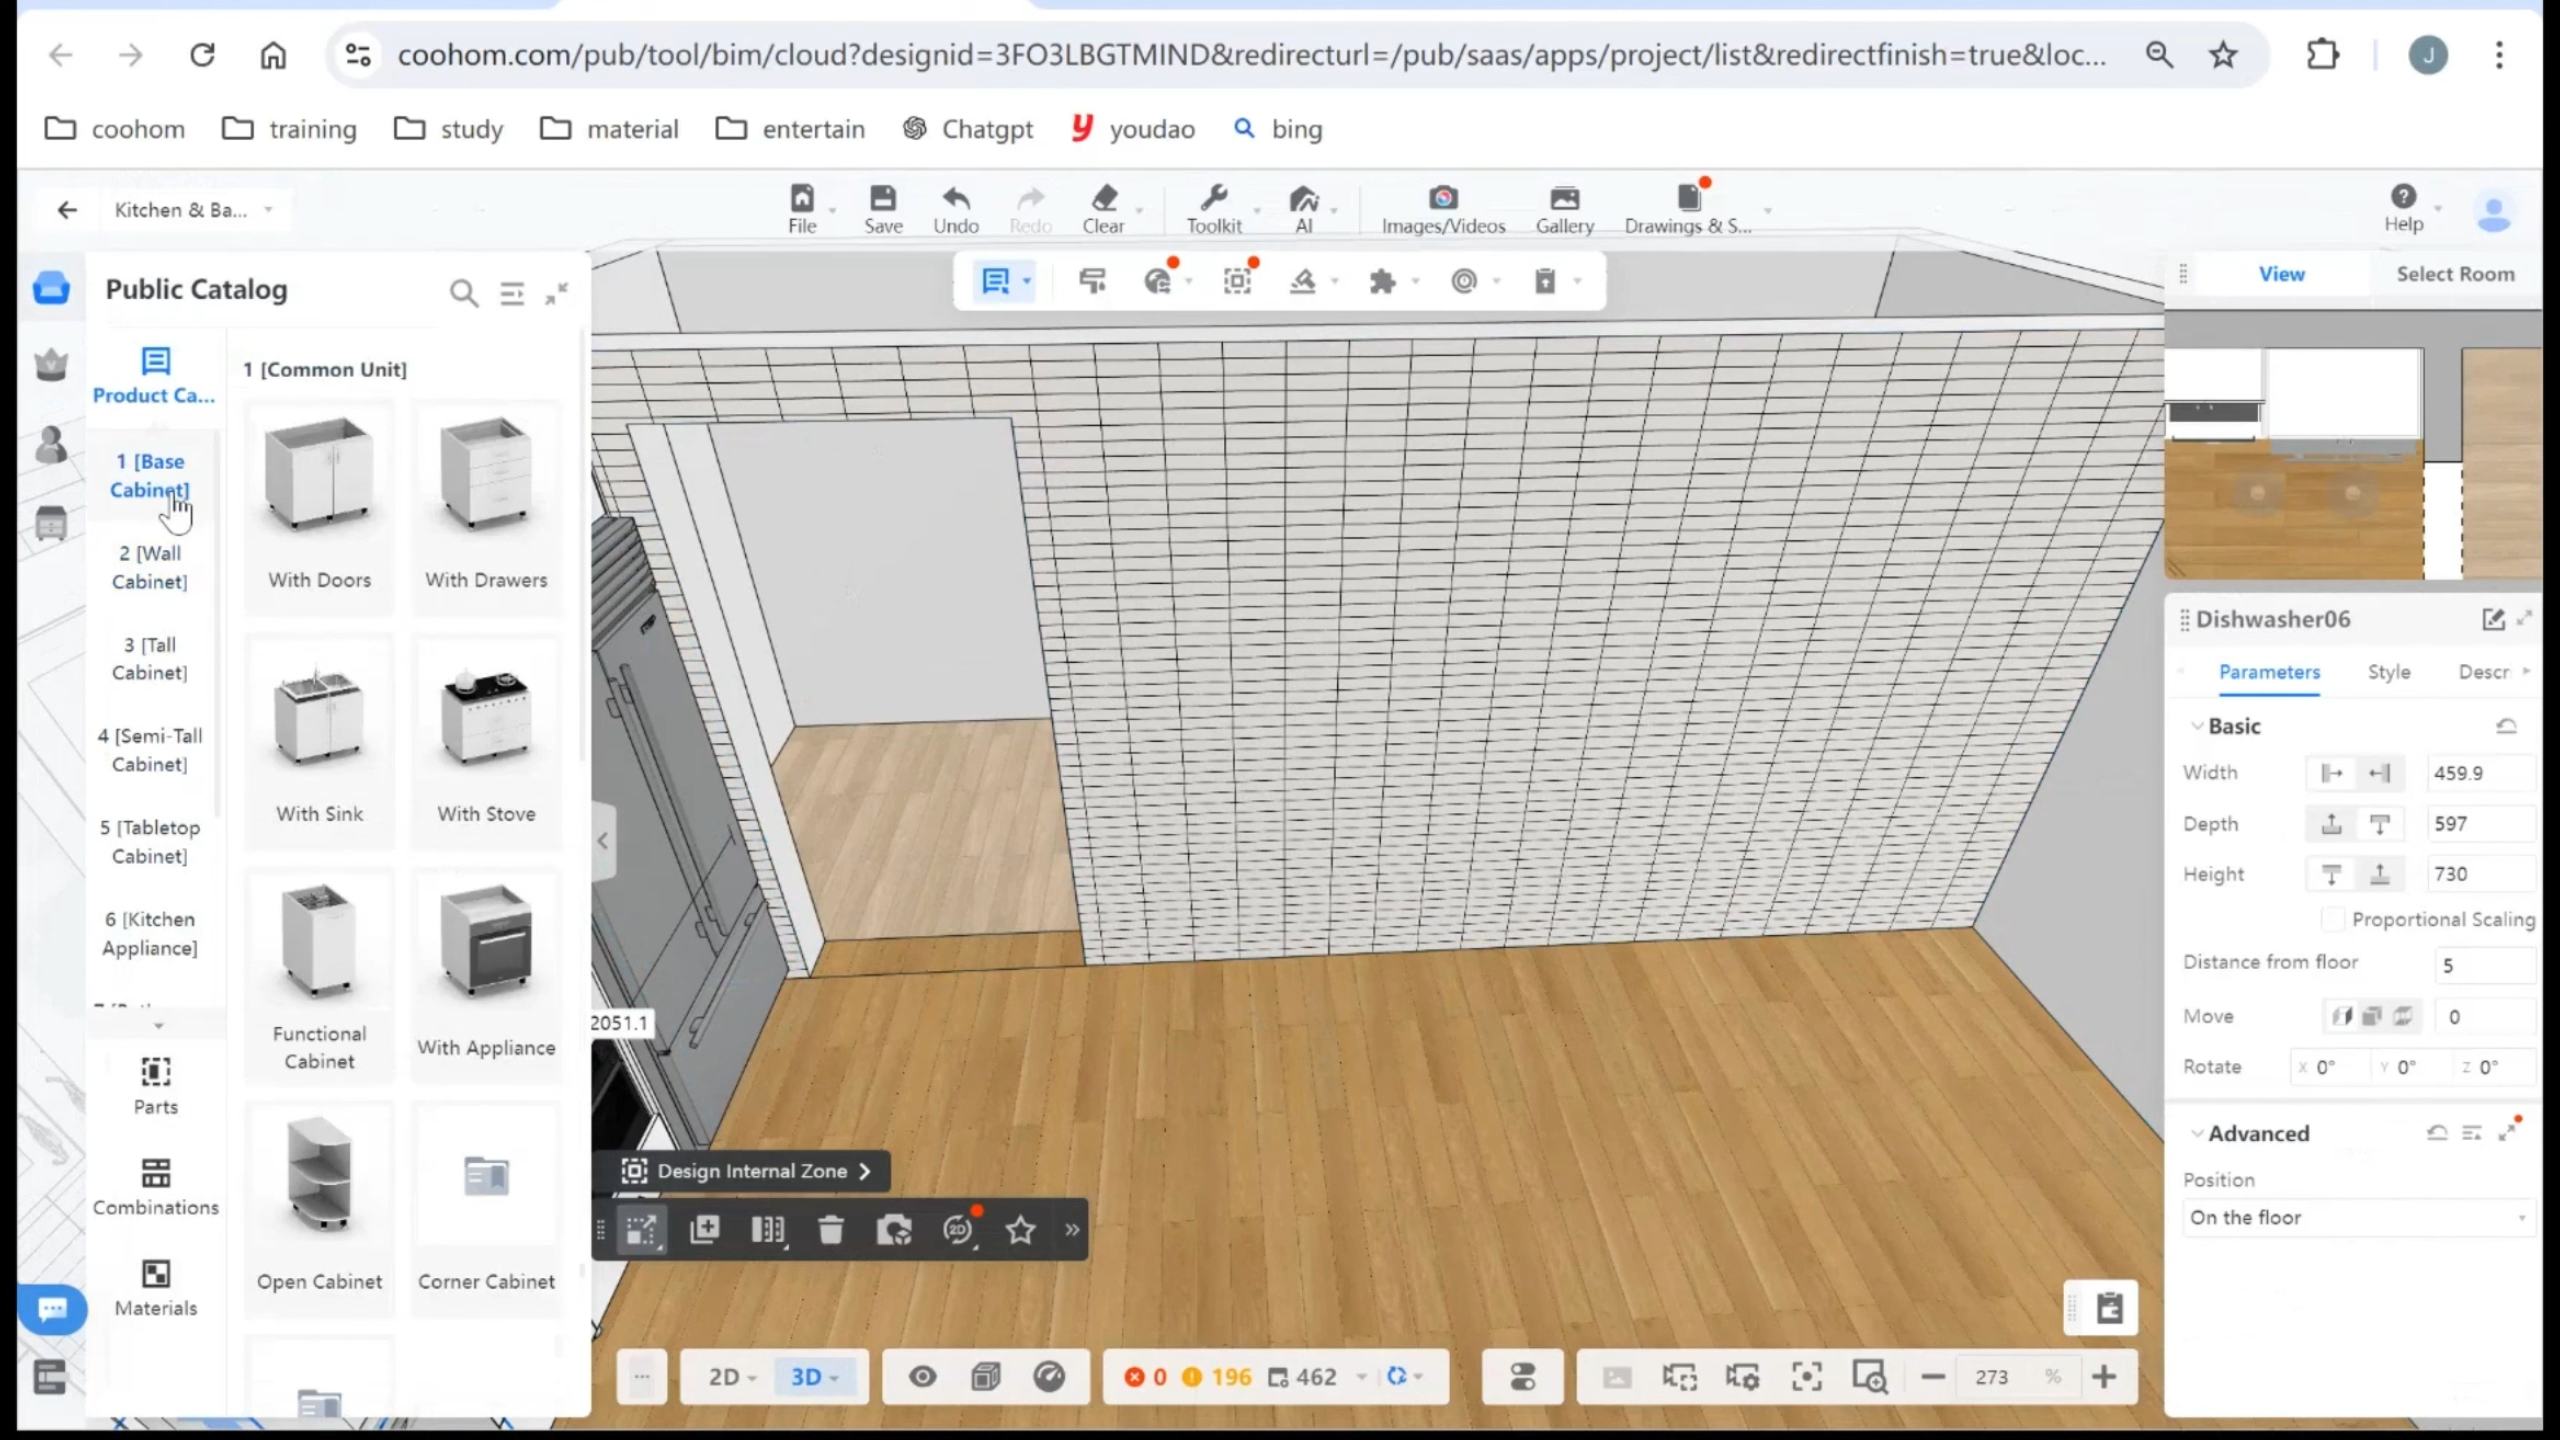 coohom.com/pub/tool/bim/cloud?designid=3FO3LBGTMIND&redirecturl=/pub/saas/apps/project/list&redirectfinish=true&loc...
J
coohom
training
study
material
entertain
Chatgpt
y youdao
bing
Kitchen & Ba...
File
Save
Undo
Redo
Clear
Toolkit
AI
Images/Videos
Gallery
Drawings & S...
Help
Public Catalog
Product Ca...
1 [Base
Cabinet]
2 [Wall
Cabinet]
3 [Tall
Cabinet]
4 [Semi-Tall
Cabinet]
5 [Tabletop
Cabinet]
6 [Kitchen
Appliance]
Parts
Combinations
Materials
1 [Common Unit]
With Doors
With Drawers
With Sink
With Stove
Functional
Cabinet
With Appliance
Open Cabinet
Corner Cabinet
2051.1
Design Internal Zone
2D
2D
3D
0
196
462
273 %
View
Select Room
Dishwasher06
Parameters
Style
Descr
Basic
Width
459.9
Depth
597
Height
730
Proportional Scaling
Distance from floor
5
Move
0
Rotate
X 0°
Y 0°
Z 0°
Advanced
Position
On the floor